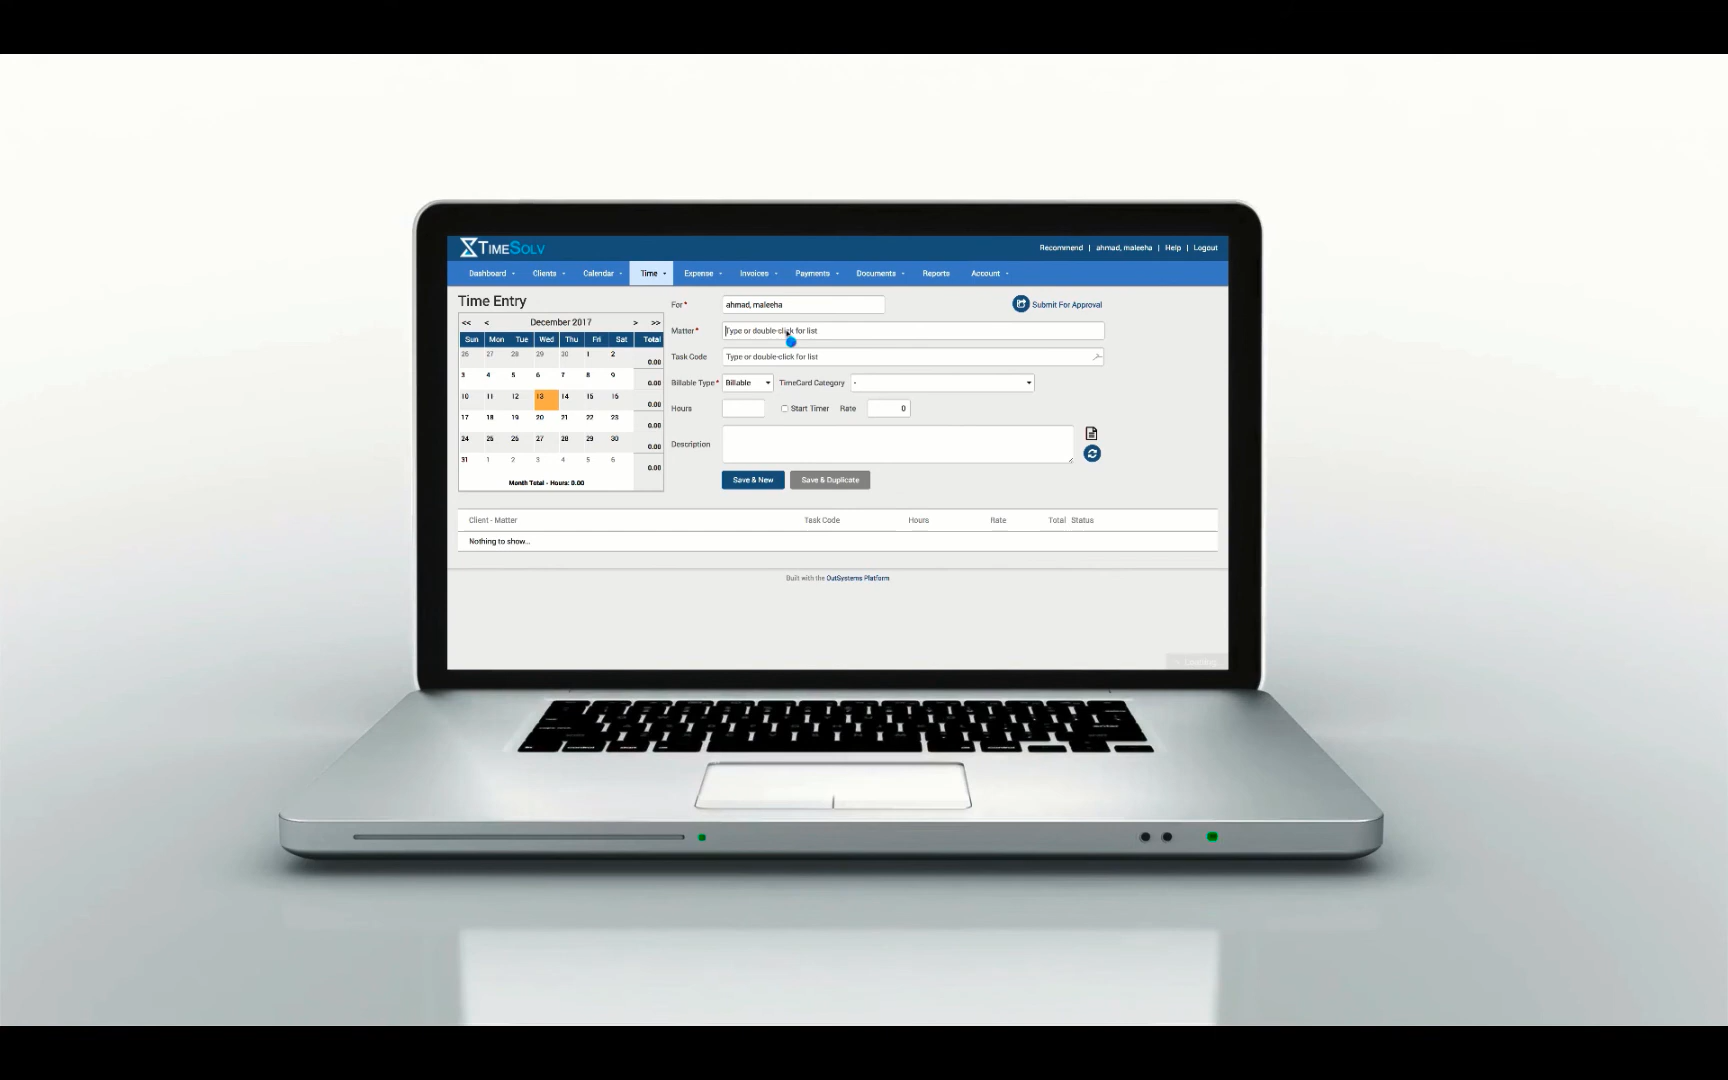 TIMESOLV
Recommend | ahmad, maleeha | Help | Logout
Dashboard Clients Calendar Time Expense Invoices Payments Documents Reports Account
Time Entry
For* ahmad, maleeha Submit For Approval
<< < December 2017 > >>
Matter* Type or double-click for list
Sun Mon Tue Wed Thu Fri Sat Total
26 27 28 29 30 1 2 0.00
Task Code Type or double-click for list
3 4 5 6 7 8 9 0.00
Billable Type* Billable TimeCard Category -
10 11 12 13 14 15 16 0.00
Hours Start Timer Rate 0
17 18 19 20 21 22 23 0.00
24 25 26 27 28 29 30 0.00
Description
31 1 2 3 4 5 6 0.00
Month Total - Hours: 0.00
Save & New Save & Duplicate
Client - Matter Task Code Hours Rate Total Status
Nothing to show...
Built with the OutSystems Platform
Loading